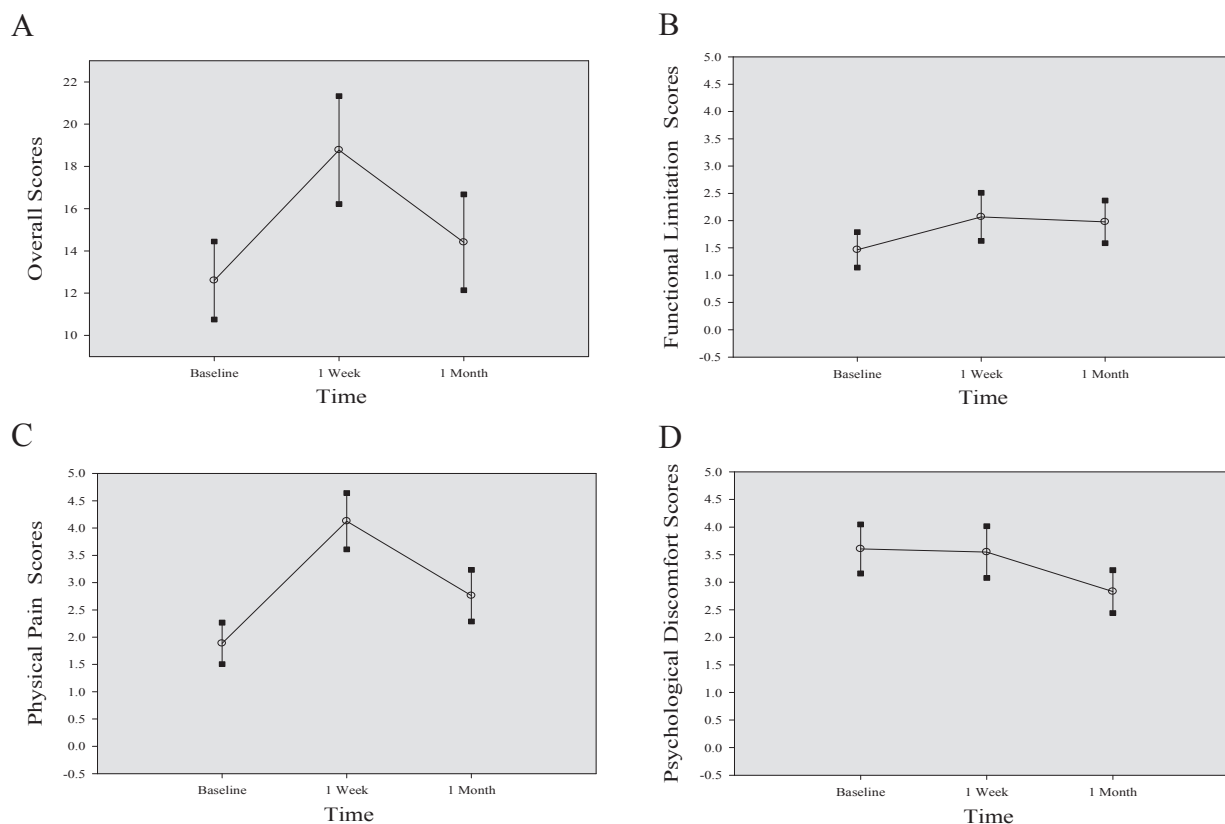 A
Overall Scores
22
20
18
16
14
12
10
Baseline
1 Week
1 Month
Time
B
Functional Limitation Scores
5.0
4.5
4.0
3.5
3.0
2.5
2.0
1.5
1.0
0.5
0.0
-0.5
Baseline
1 Week
1 Month
Time
C
Physical Pain Scores
5.0
4.5
4.0
3.5
3.0
2.5
2.0
1.5
1.0
0.5
0.0
-0.5
Baseline
1 Week
1 Month
Time
D
Psychological Discomfort Scores
5.0
4.5
4.0
3.5
3.0
2.5
2.0
1.5
1.0
0.5
0.0
-0.5
Baseline
1 Week
1 Month
Time